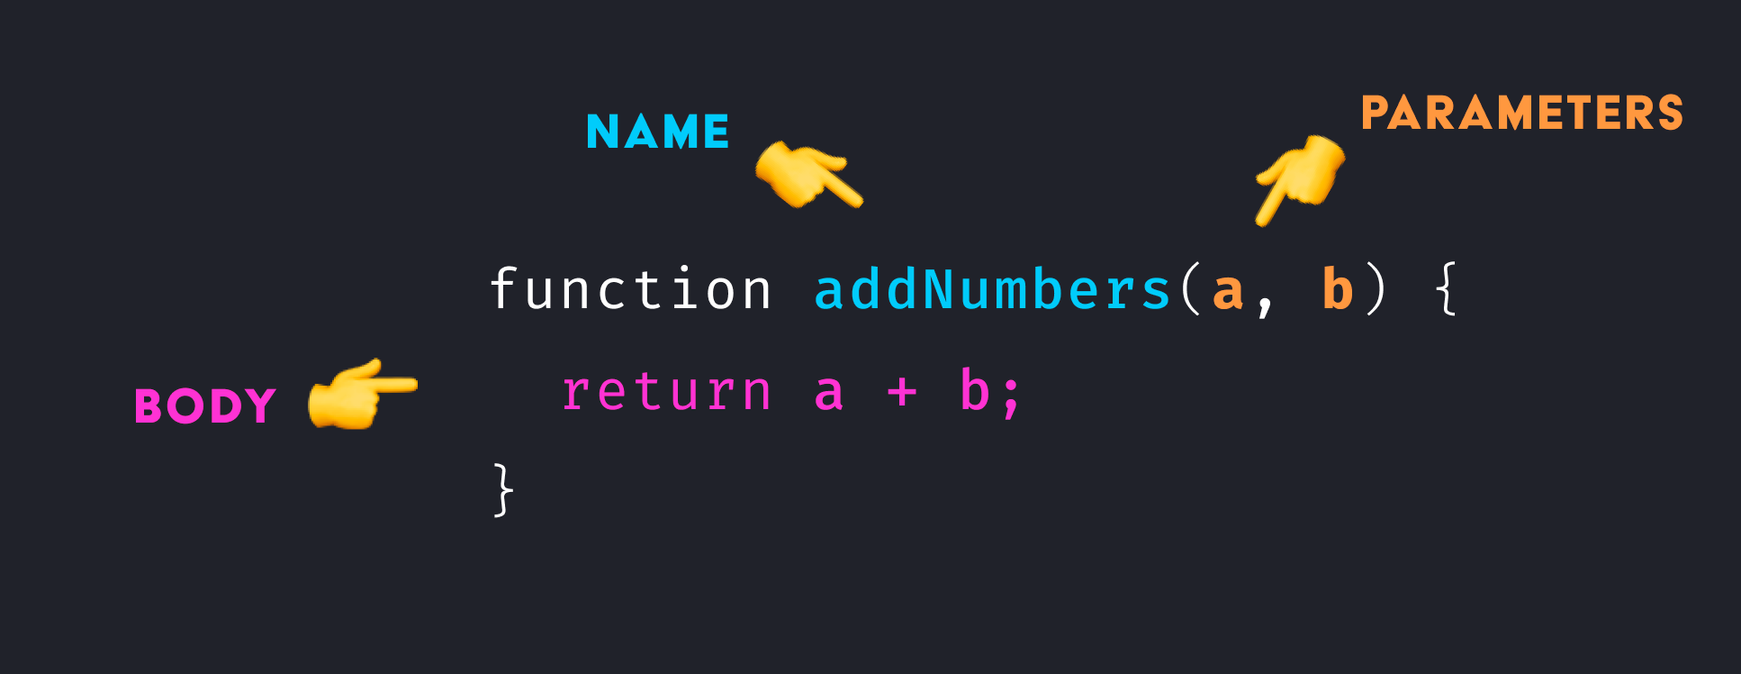 NAME
PARAMETERS
function addNumbers(a, b) {
BODY
return a + b;
}